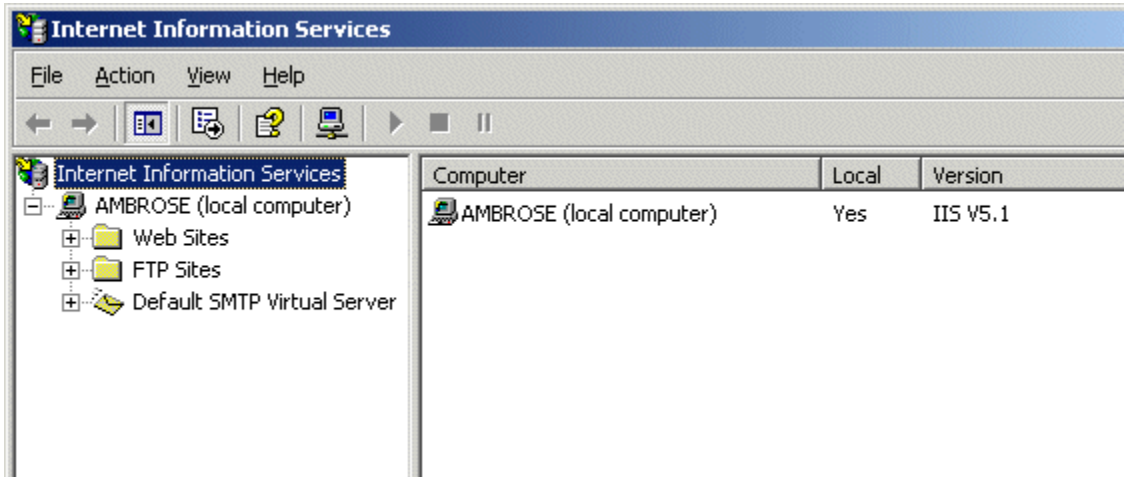 Internet Information Services
File Action View Help
Internet Information Services
AMBROSE (local computer)
Web Sites
FTP Sites
Default SMTP Virtual Server
Computer Local Version
AMBROSE (local computer) Yes IIS V5.1